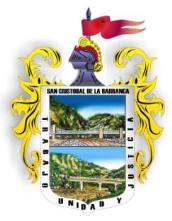 SAN CRISTOBAL DE LA BARRANCA
TRABAJO
UNIDAD Y
JUSTICIA